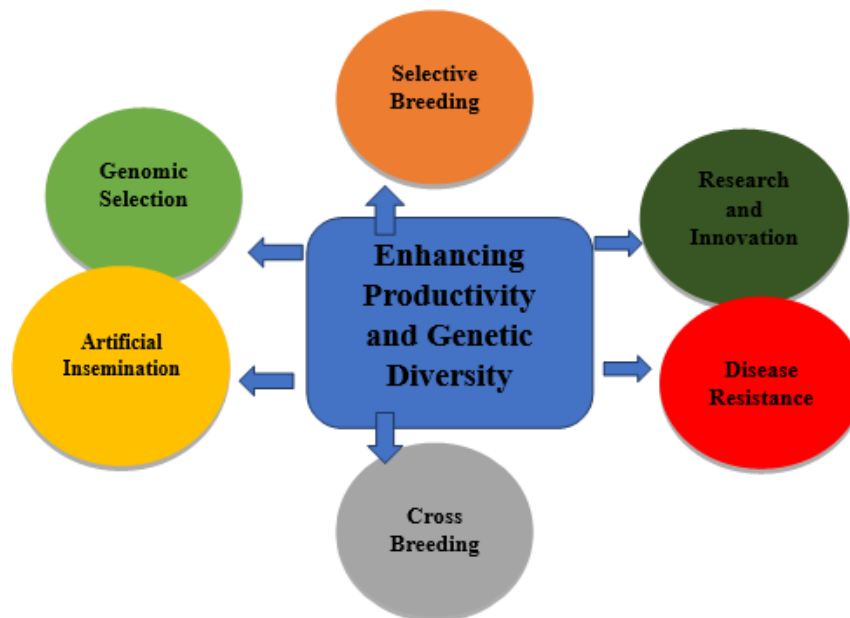 Selective
Breeding
Genomic
Selection
Research
and
Innovation
Enhancing
Productivity
and Genetic
Diversity
Artificial
Insemination
Disease
Resistance
Cross
Breeding